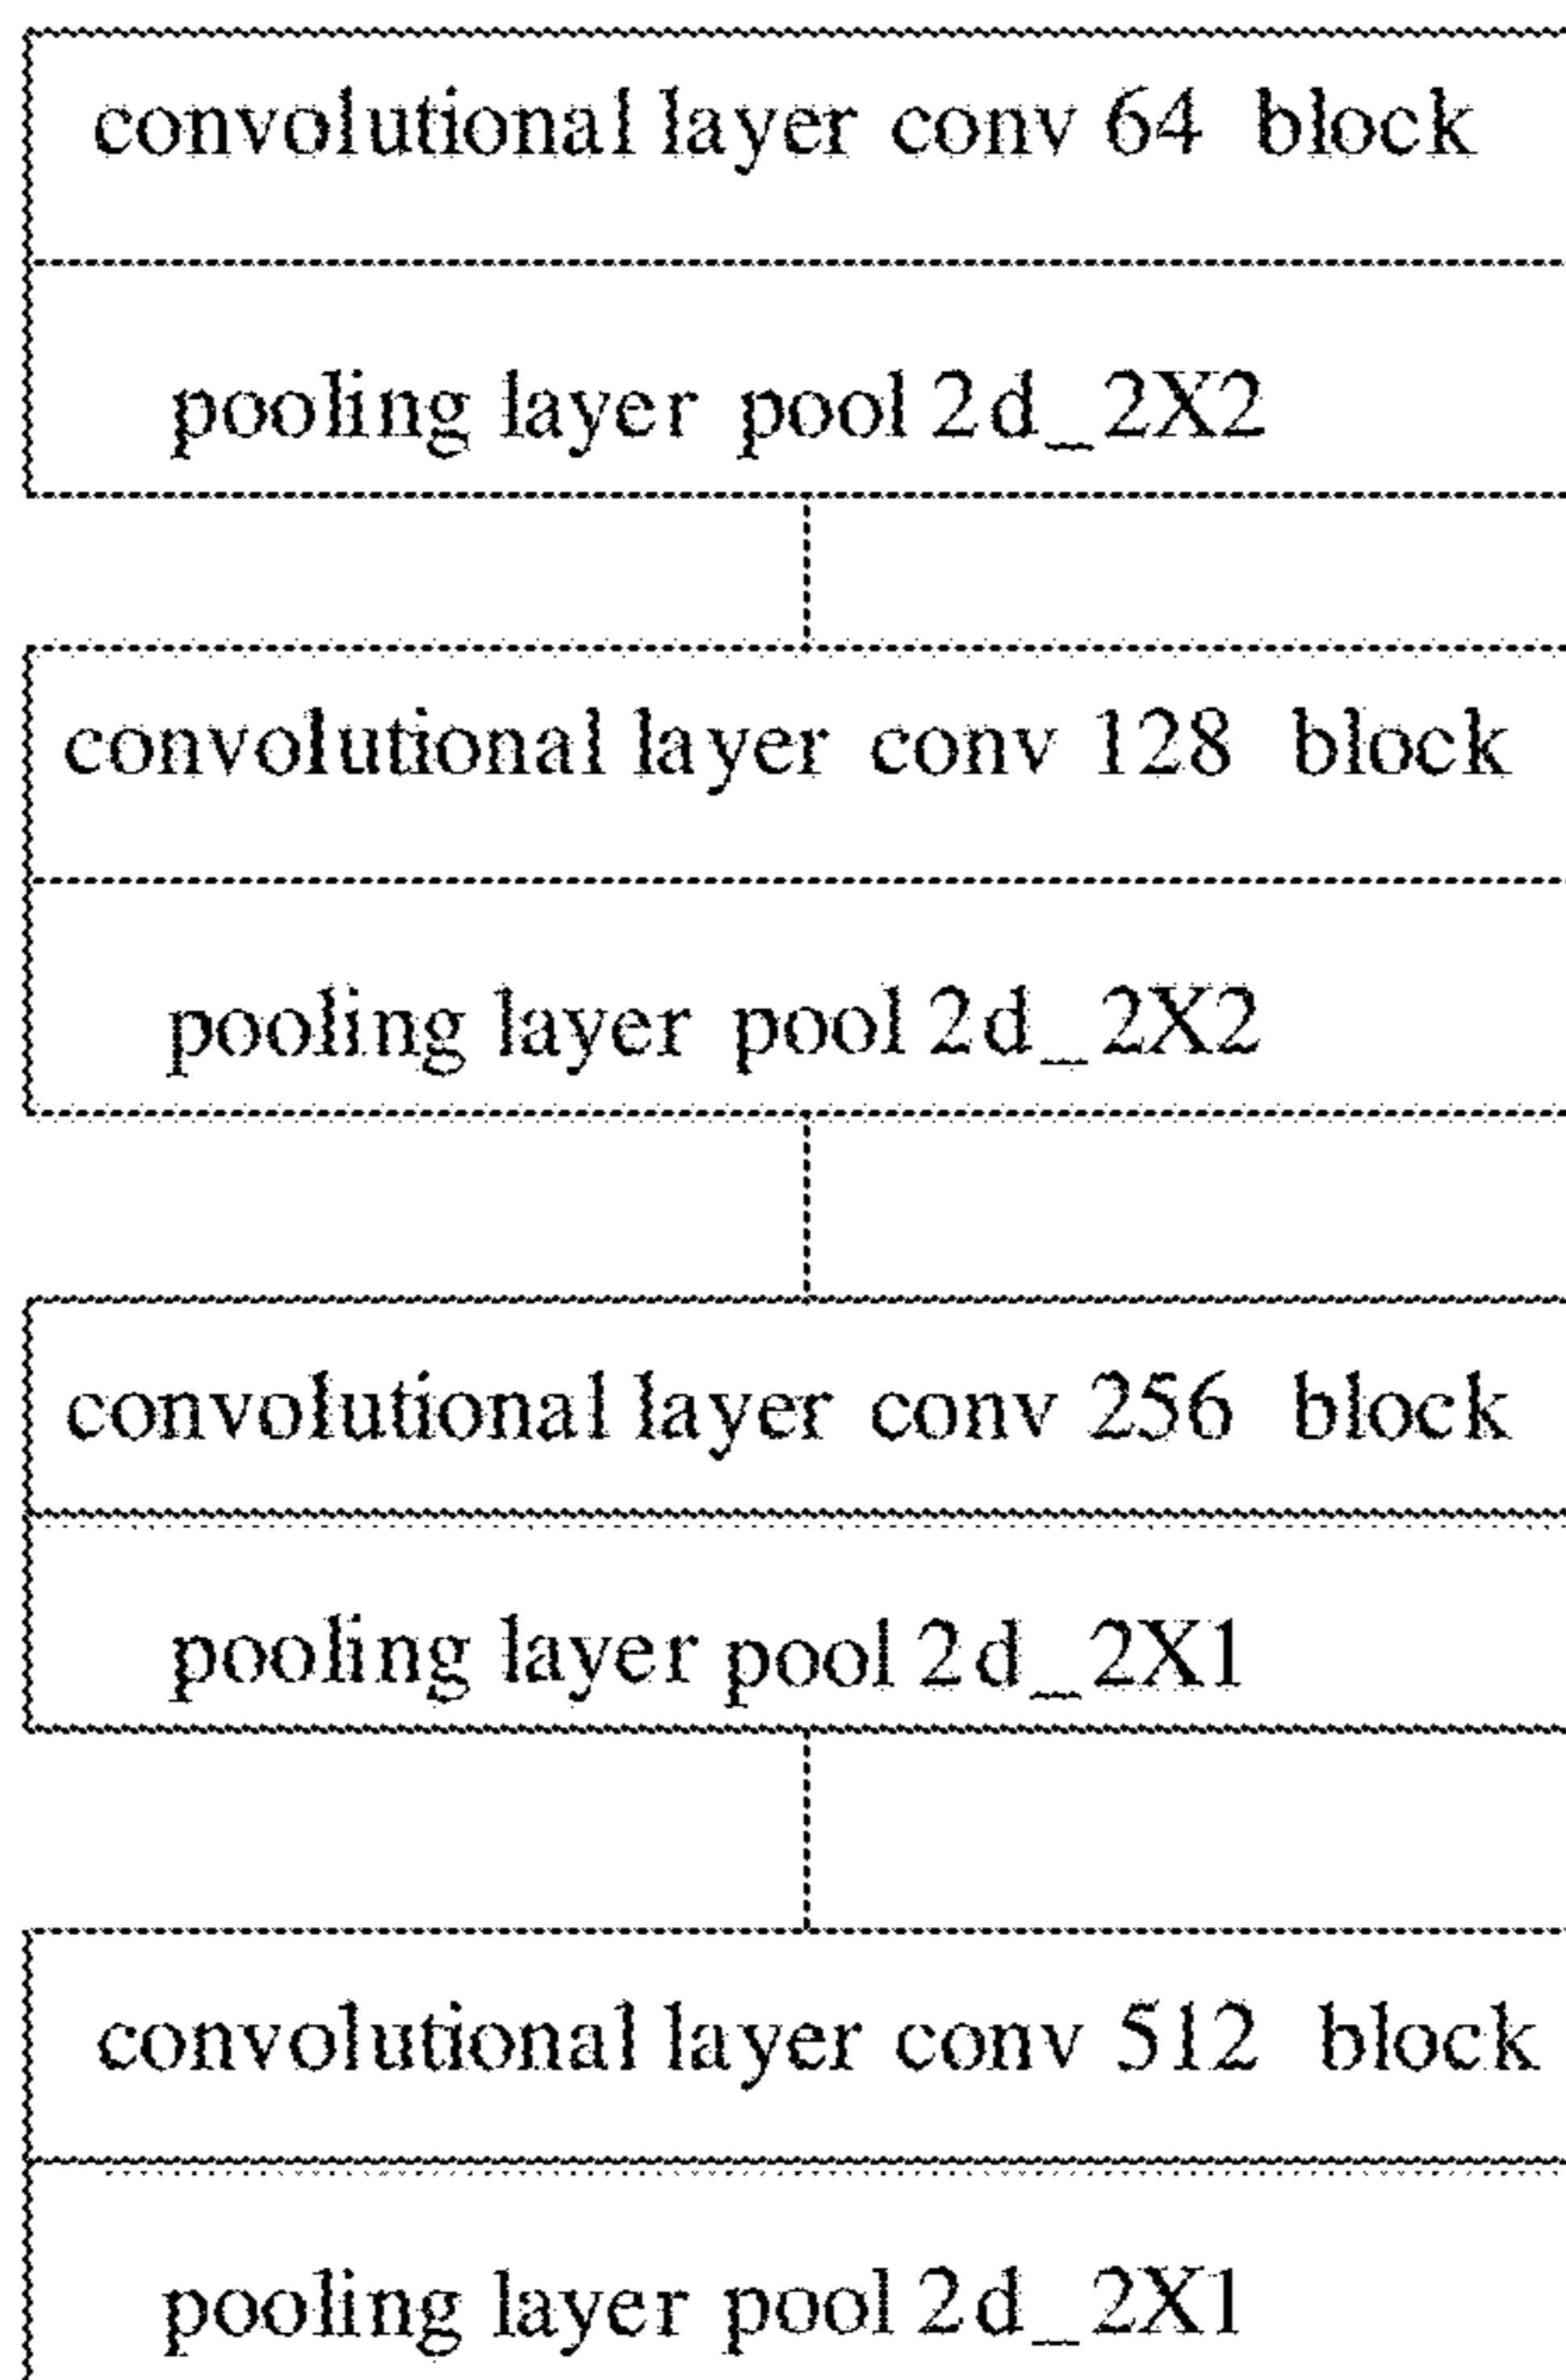 convolutional layer conv 64 block
pooling layer pool 2d_2X2
convolutional layer conv 128 block
pooling layer pool 2d_2X2
convolutional layer conv 256 block
pooling layer pool 2d_2X1
convolutional layer conv 512 block
pooling layer pool 2d_2X1